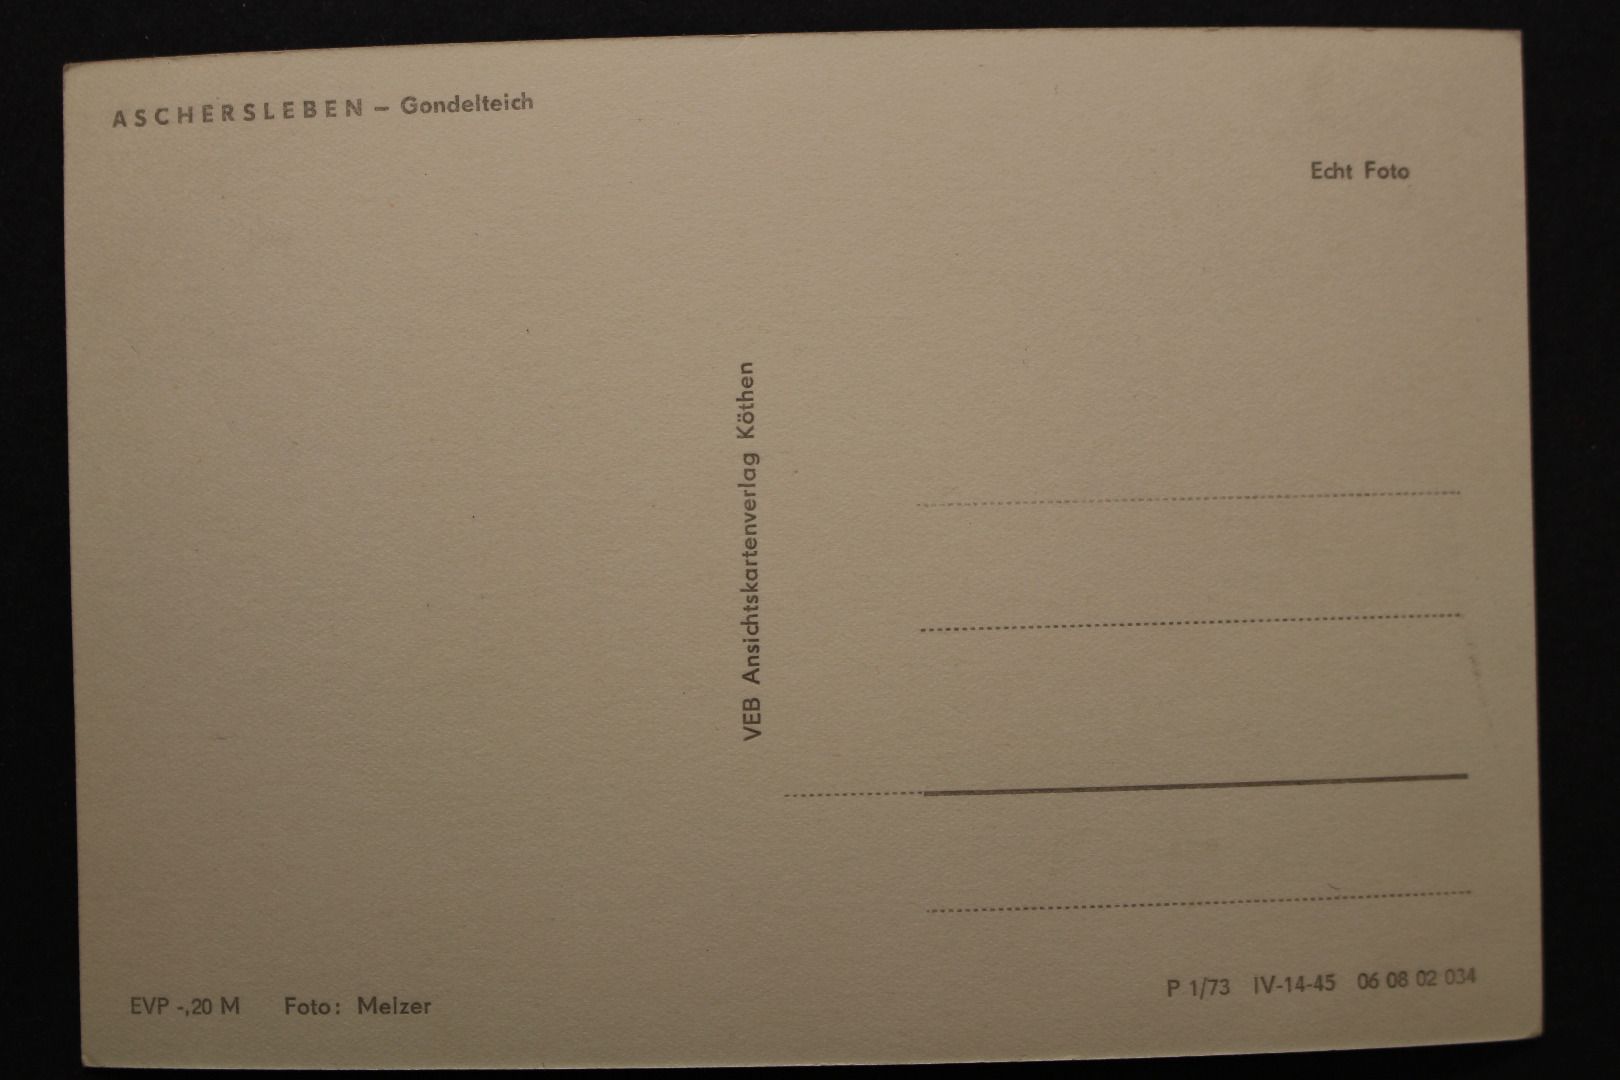 ASCHERSLEBEN – Gondelteich
Echt Foto
VEB Ansichtskartenverlag Köthen
EVP -,20 M Foto: Melzer
P 1/73 IV-14-45 06 08 02 034